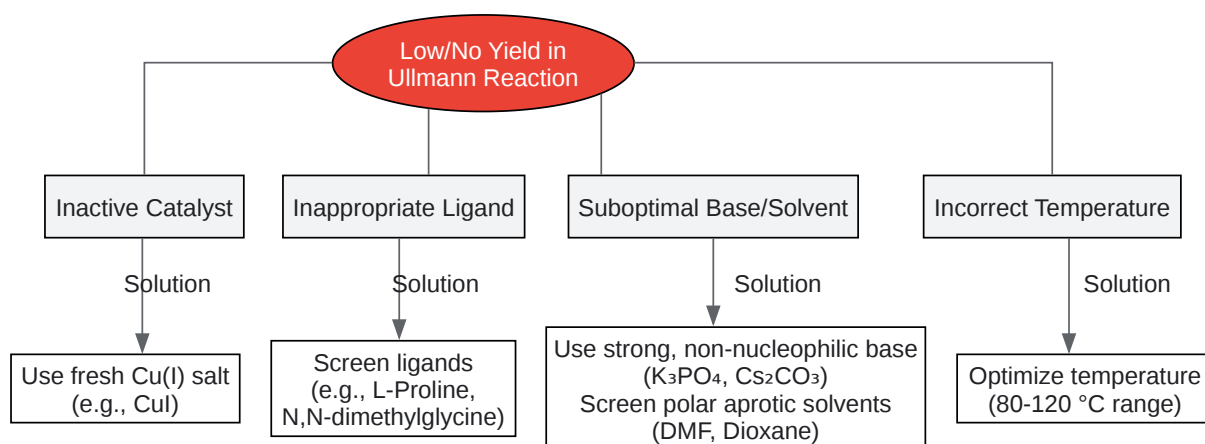 Low/No Yield in
Ullmann Reaction
Inactive Catalyst
Inappropriate Ligand
Suboptimal Base/Solvent
Incorrect Temperature
Solution
Solution
Solution
Solution
Use fresh Cu(I) salt
(e.g., CuI)
Screen ligands
(e.g., L-Proline,
N,N-dimethylglycine)
Use strong, non-nucleophilic base
(K₃PO₄, Cs₂CO₃)
Screen polar aprotic solvents
(DMF, Dioxane)
Optimize temperature
(80-120 °C range)